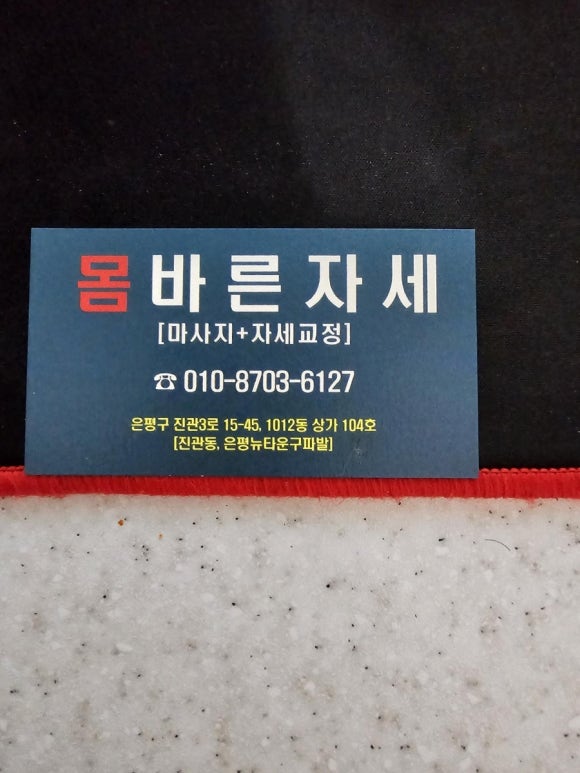 몸바른자세
[마사지+자세교정]
☎ 010-8703-6127
은평구 진관3로 15-45, 1012동 상가 104호
[진관동, 은평뉴타운구파발]